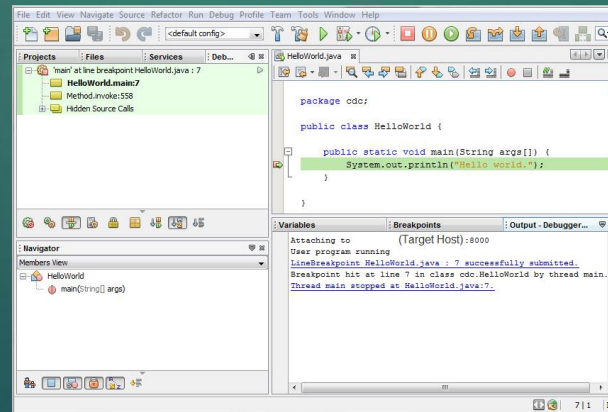 File Edit View Navigate Source Refactor Run Debug Profile Team Tools Window Help
<default config>
Projects Files Services Deb...
'main' at line breakpoint HelloWorld.java : 7
HelloWorld.main:7
Method.invoke:558
Hidden Source Calls
HelloWorld.java
package cdc;
public class HelloWorld {
public static void main(String args[]) {
System.out.println("Hello world.");
}
}
Navigator
Members View
HelloWorld
main(String[] args)
Variables Breakpoints Output - Debugger...
Attaching to (Target Host):8000
User program running
LineBreakpoint HelloWorld.java : 7 successfully submitted.
Breakpoint hit at line 7 in class cdc.HelloWorld by thread main.
Thread main stopped at HelloWorld.java:7.
7|1